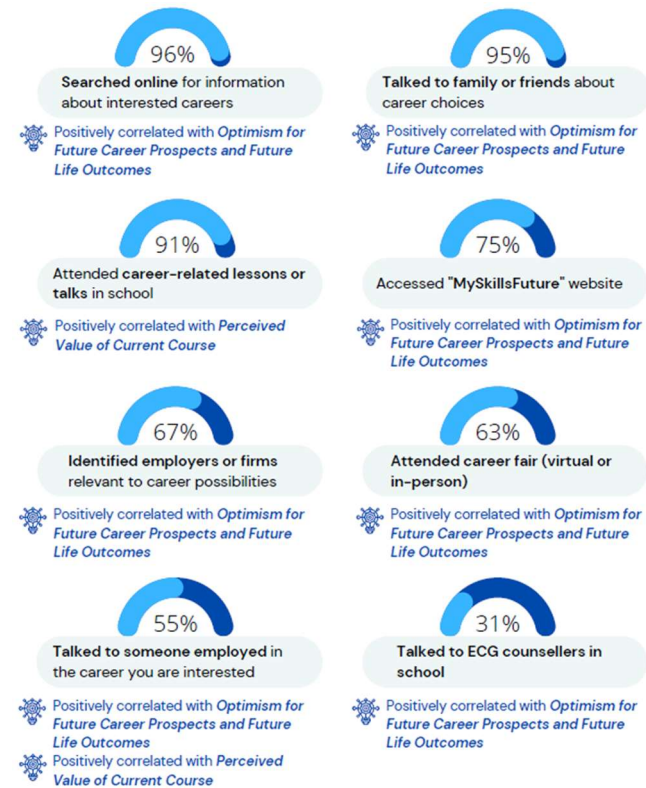 96%
Searched online for information
about interested careers
Positively correlated with Optimism for
Future Career Prospects and Future
Life Outcomes
95%
Talked to family or friends about
career choices
Positively correlated with Optimism for
Future Career Prospects and Future
Life Outcomes
91%
Attended career-related lessons or
talks in school
Positively correlated with Perceived
Value of Current Course
75%
Accessed "MySkillsFuture" website
Positively correlated with Optimism for
Future Career Prospects and Future
Life Outcomes
67%
Identified employers or firms
relevant to career possibilities
Positively correlated with Optimism for
Future Career Prospects and Future
Life Outcomes
63%
Attended career fair (virtual or
in-person)
Positively correlated with Optimism for
Future Career Prospects and Future
Life Outcomes
55%
Talked to someone employed in
the career you are interested
Positively correlated with Optimism for
Future Career Prospects and Future
Life Outcomes
Positively correlated with Perceived
Value of Current Course
31%
Talked to ECG counsellers in
school
Positively correlated with Optimism for
Future Career Prospects and Future
Life Outcomes